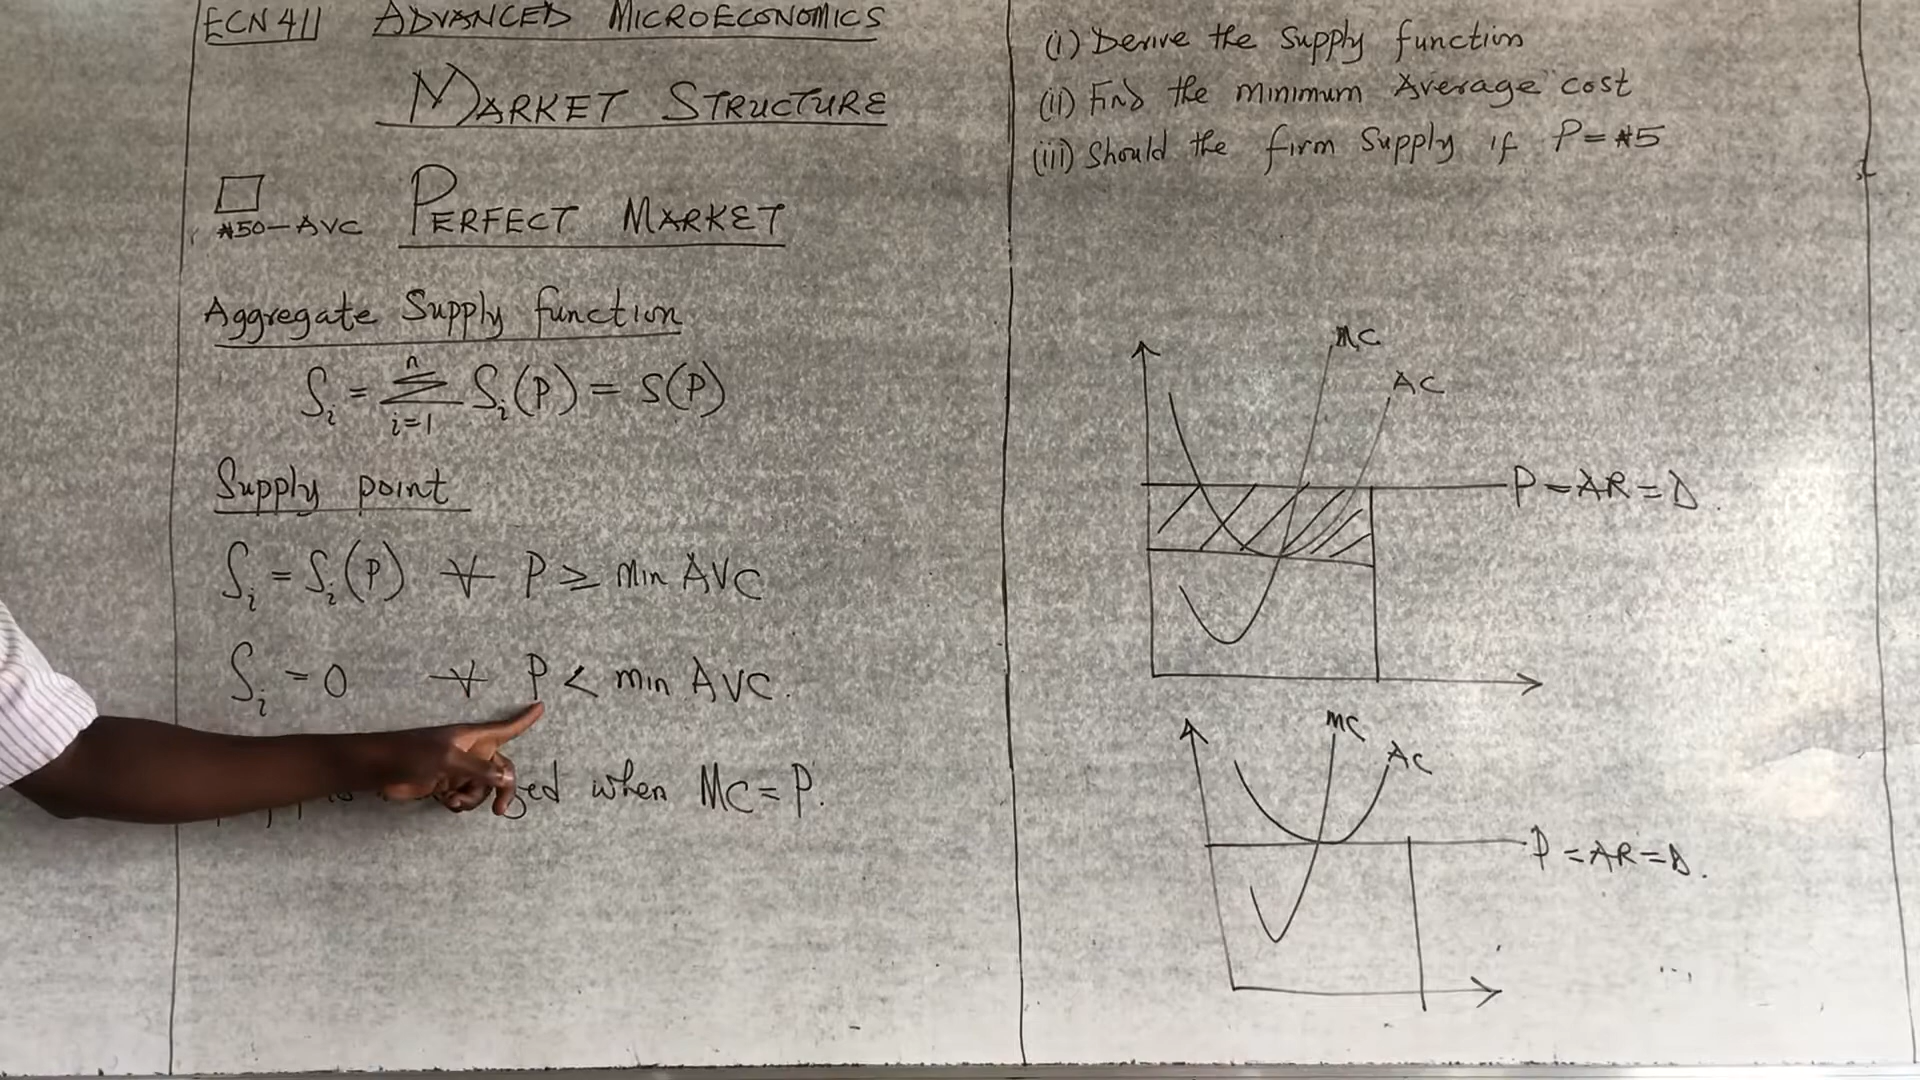 ECN 411 ADVANCED MICROECONOMICS
MARKET STRUCTURE
₦50-AVC PERFECT MARKET
Aggregate Supply function
Sᵢ = Σⁿᵢ₌₁ Sᵢ(P) = S(P)
Supply point
Sᵢ = Sᵢ(P) ∀ P ≥ min AVC
Sᵢ = 0 ∀ P < min AVC.
when MC = P.
(i) Derive the supply function
(ii) Find the minimum Average cost
(iii) Should the firm supply if P = ₦5
MC
AC
P = AR = D.
MC
AC
P = AR = D.